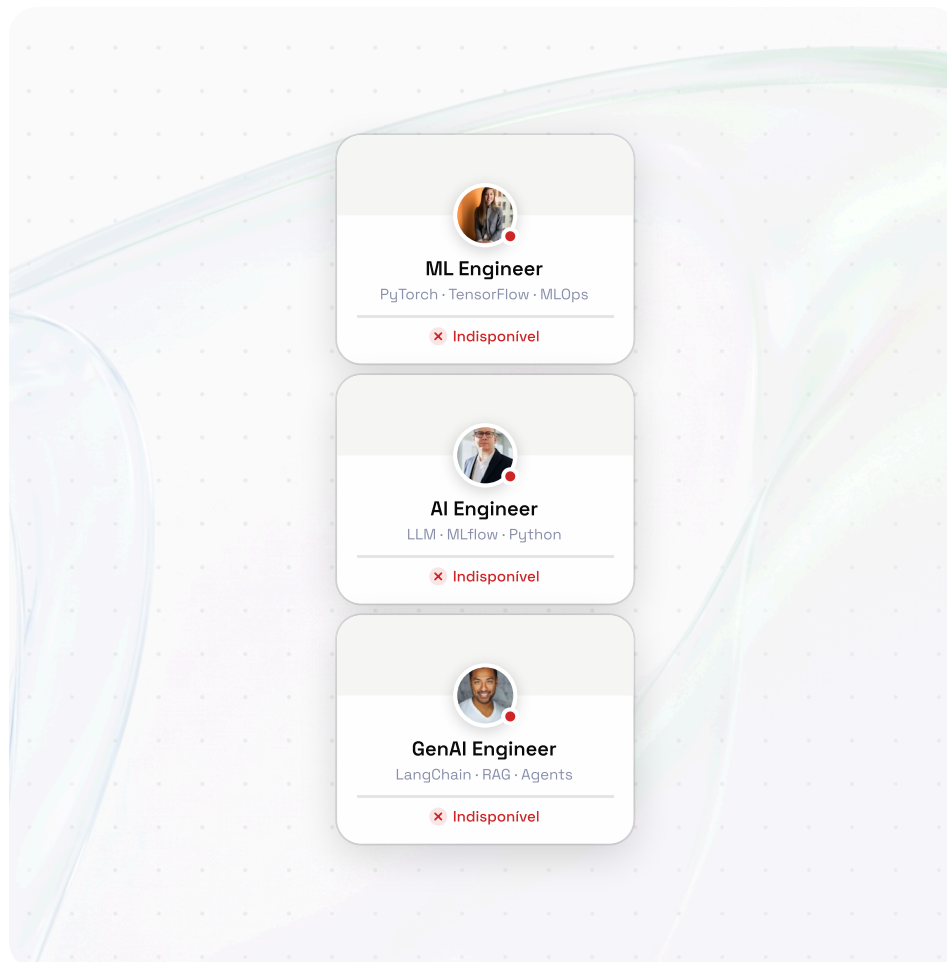 ML Engineer
PyTorch · TensorFlow · MLOps
Indisponível
AI Engineer
LLM · MLflow · Python
Indisponível
GenAI Engineer
LangChain · RAG · Agents
Indisponível